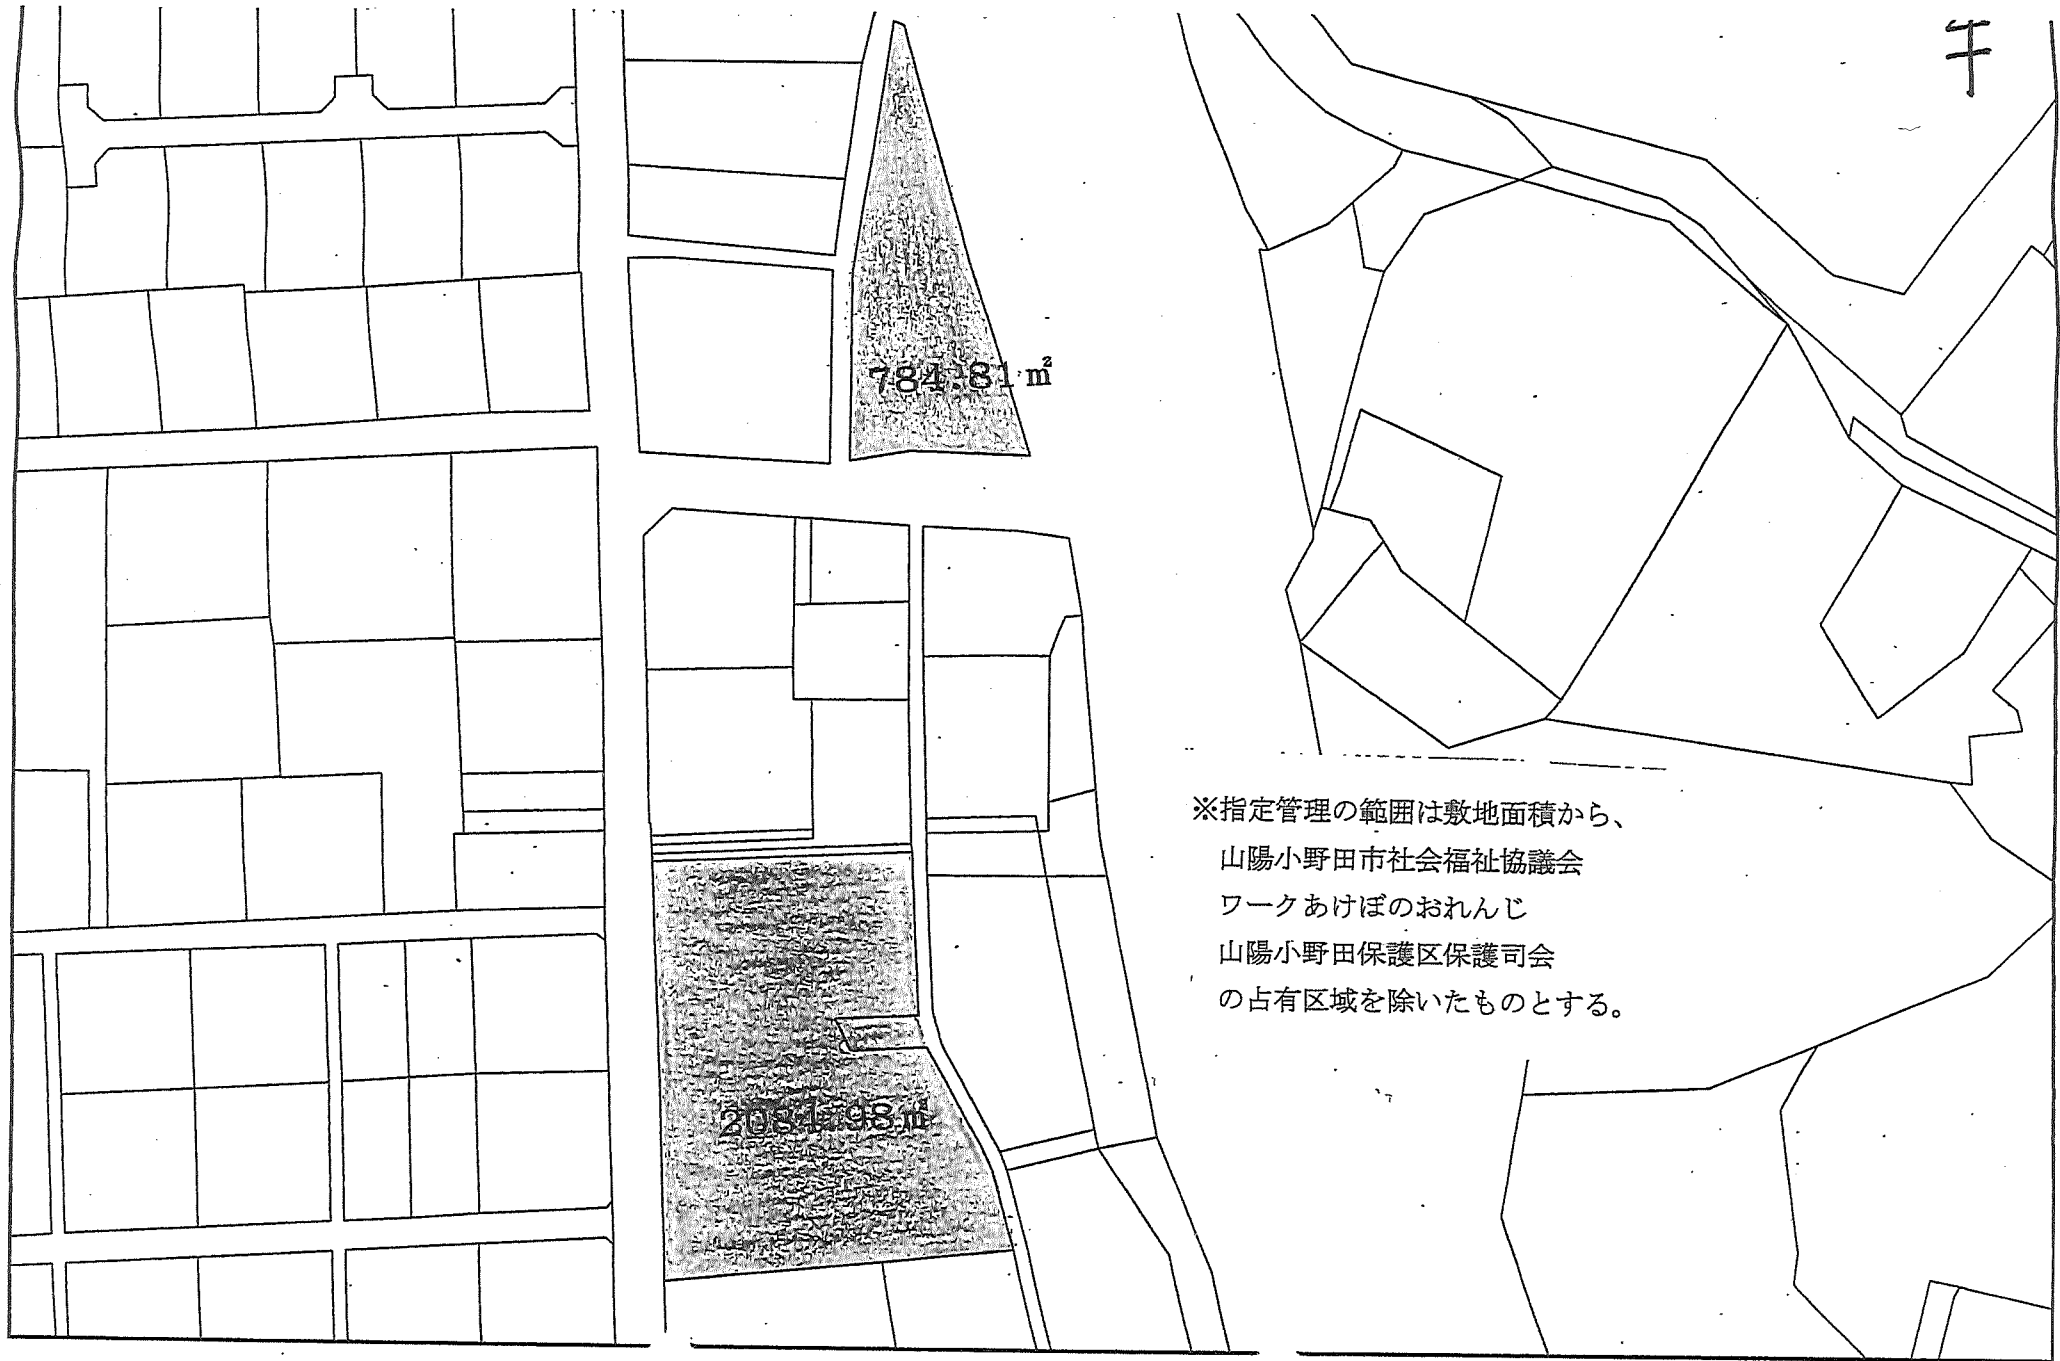 784.81㎡
※指定管理の範囲は敷地面積から、
山陽小野田市社会福祉協議会
ワークあけぼのおれんじ
山陽小野田保護区保護司会
の占有区域を除いたものとする。
2084.98㎡